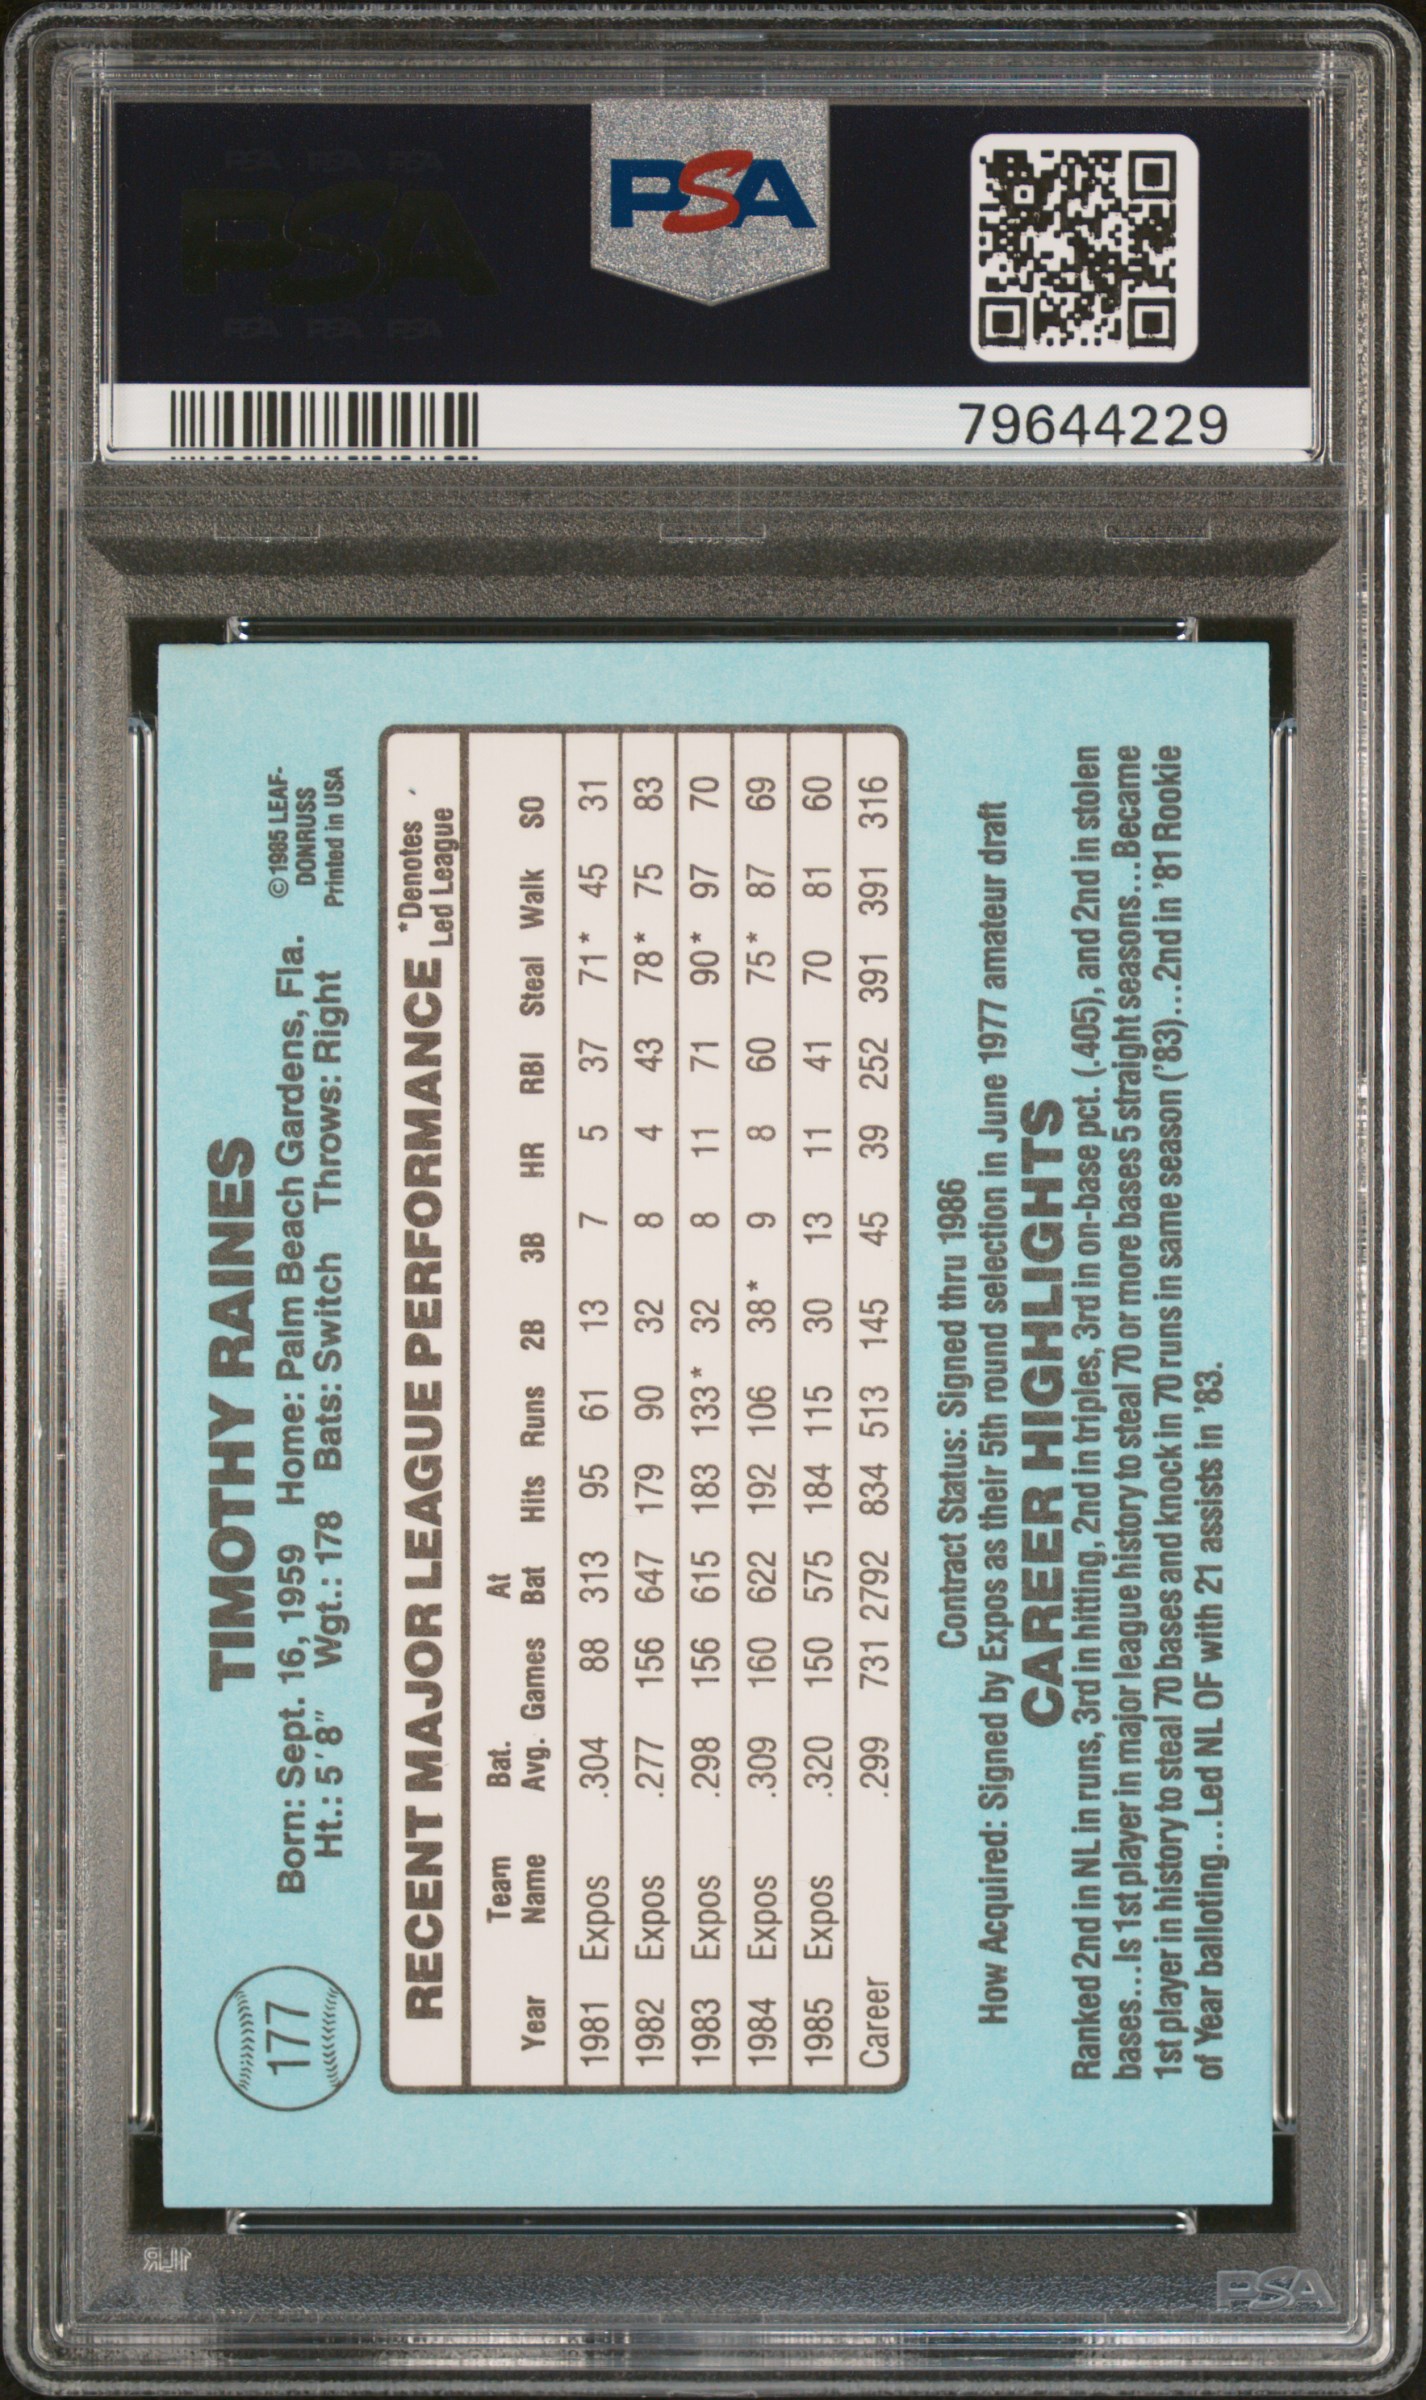 PSA PSA PSA
PSA
PSA PSA PSA
PSA
79644229
177
TIMOTHY RAINES
Born: Sept. 16, 1959 Home: Palm Beach Gardens, Fla.
Ht.: 5'8" Wgt.: 178 Bats: Switch Throws: Right
©1985 LEAF-
DONRUSS
Printed in USA
RECENT MAJOR LEAGUE PERFORMANCE
*Denotes
Led League
Year Team Name Bat. Avg. Games At Bat Hits Runs 2B 3B HR RBI Steal Walk SO
1981 Expos .304 88 313 95 61 13 7 5 37 71* 45 31
1982 Expos .277 156 647 179 90 32 8 4 43 78* 75 83
1983 Expos .298 156 615 183 133* 32 8 11 71 90* 97 70
1984 Expos .309 160 622 192 106 38* 9 8 60 75* 87 69
1985 Expos .320 150 575 184 115 30 13 11 41 70 81 60
Career .299 731 2792 834 513 145 45 39 252 391 391 316
Contract Status: Signed thru 1986
How Acquired: Signed by Expos as their 5th round selection in June 1977 amateur draft
CAREER HIGHLIGHTS
Ranked 2nd in NL in runs, 3rd in hitting, 2nd in triples, 3rd in on-base pct. (.405), and 2nd in stolen
bases...Is 1st player in major league history to steal 70 or more bases 5 straight seasons...Became
1st player in history to steal 70 bases and knock in 70 runs in same season ('83)...2nd in '81 Rookie
of Year balloting...Led NL OF with 21 assists in '83.
PSA